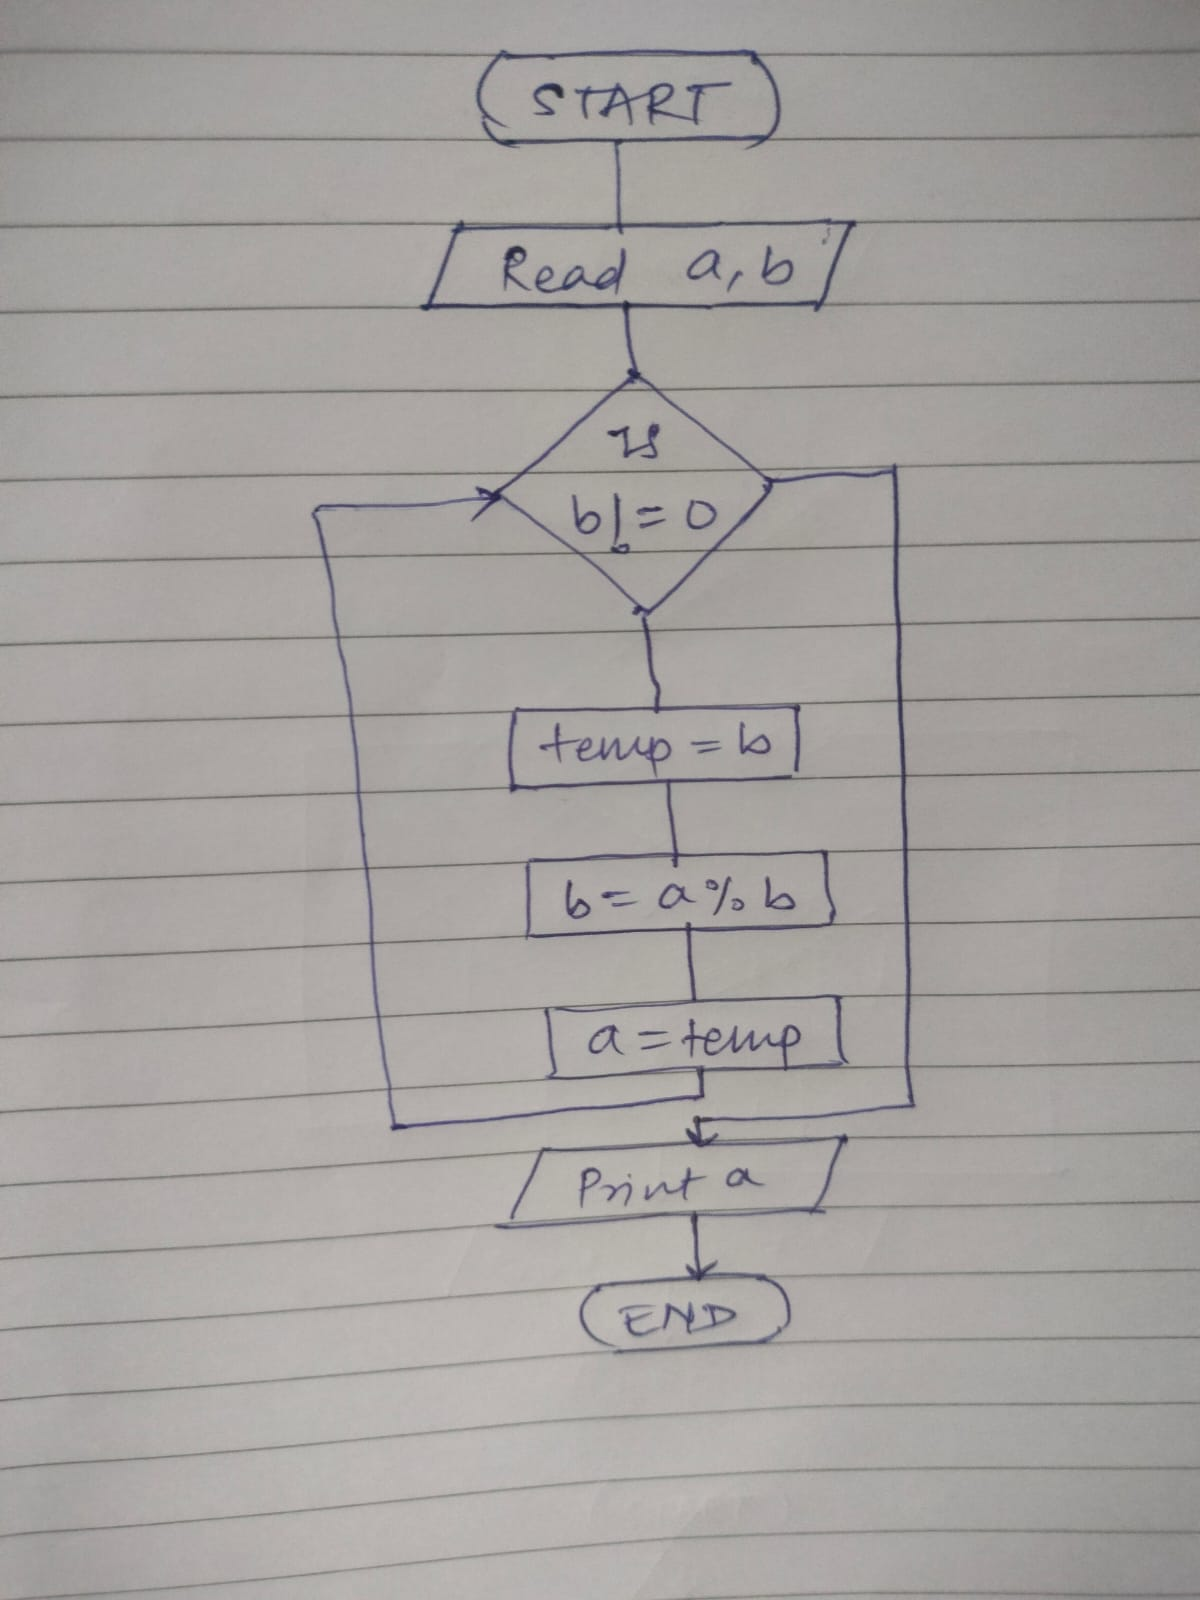 START
Read a, b
Is
b!=0
temp = b
b= a % b
a=temp
Print a
END